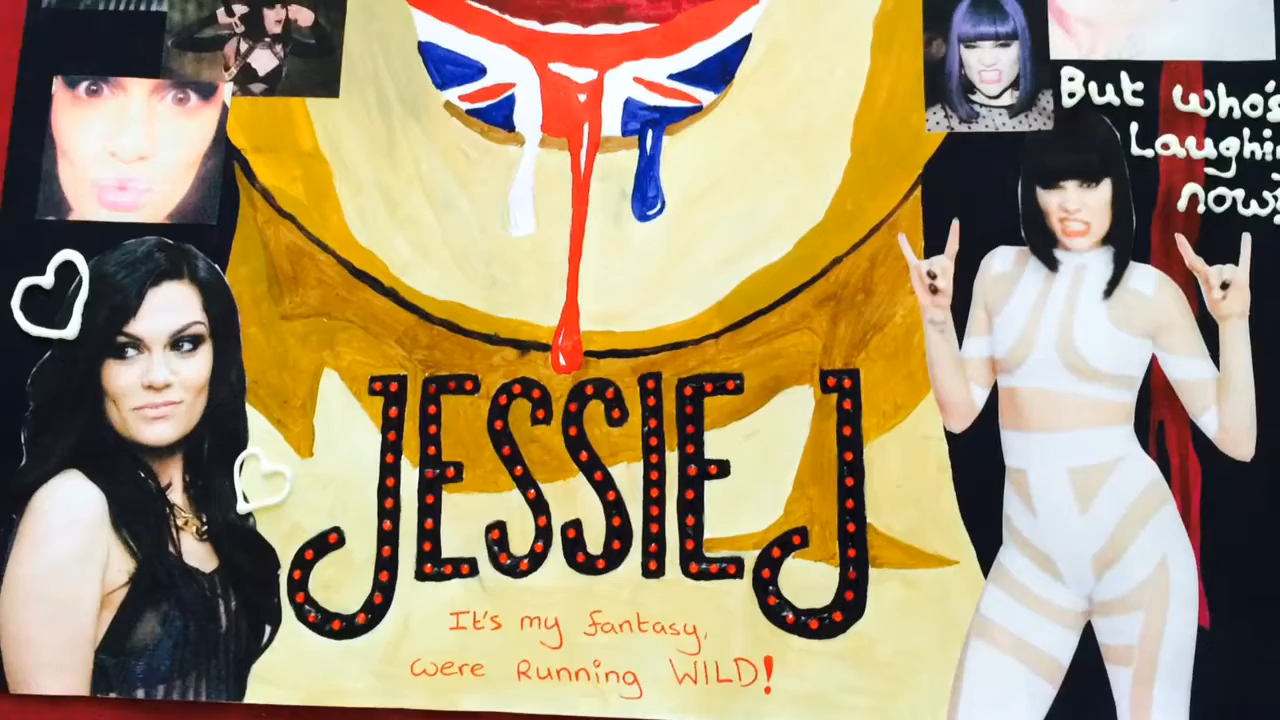 But who's
Laughin
now?
JESSIE J
It's my fantasy,
were Running WILD!